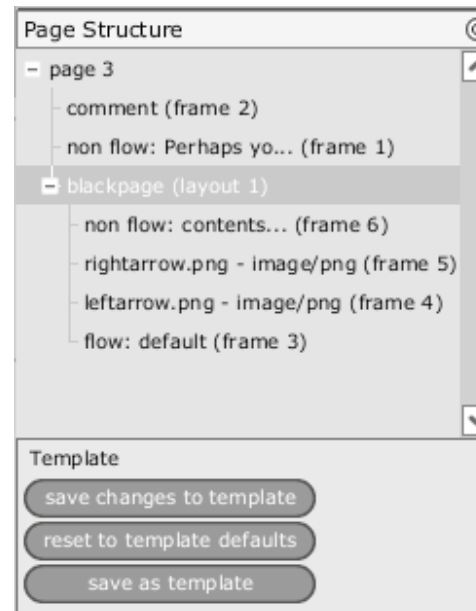 Page Structure
page 3
comment (frame 2)
non flow: Perhaps yo... (frame 1)
blackpage (layout 1)
non flow: contents... (frame 6)
rightarrow.png - image/png (frame 5)
leftarrow.png - image/png (frame 4)
flow: default (frame 3)
Template
save changes to template
reset to template defaults
save as template